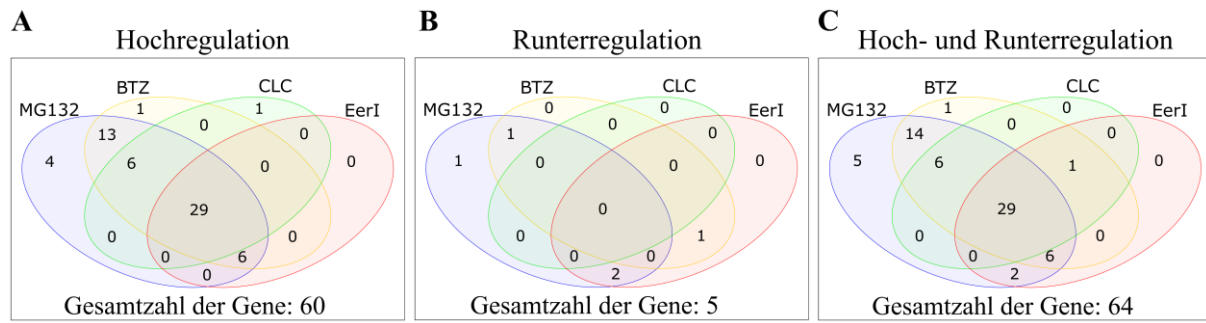 A
Hochregulation
MG132
BTZ
CLC
EerI
1
1
13
0
0
4
6
0
0
29
0
0
0
6
0
Gesamtzahl der Gene: 60
B
Runterregulation
MG132
BTZ
CLC
EerI
0
0
1
0
0
1
0
0
0
0
0
1
0
0
2
Gesamtzahl der Gene: 5
C
Hoch- und Runterregulation
MG132
BTZ
CLC
EerI
1
0
14
0
0
5
6
1
0
29
0
0
0
6
2
Gesamtzahl der Gene: 64